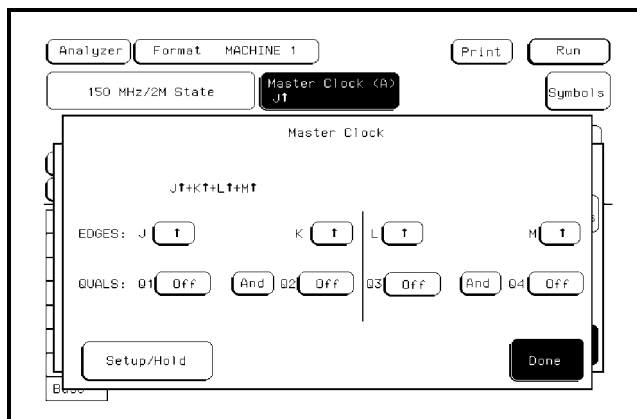 Analyzer Format MACHINE 1 Print Run
150 MHz/2M State Master Clock (A) Symbols
J↑
Master Clock
J↑+K↑+L↑+M↑
EDGES: J ↑ K ↑ L ↑ M ↑
QUALS: Q1 Off And Q2 Off Q3 Off And Q4 Off
Setup/Hold Done